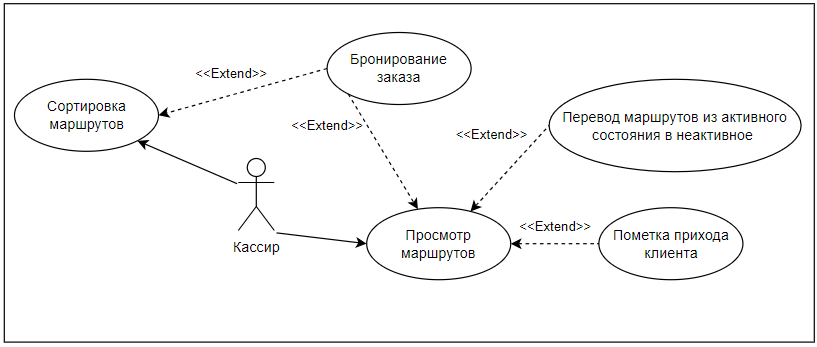 Бронирование
заказа
<<Extend>>
Сортировка
маршрутов
<<Extend>>
<<Extend>>
Перевод маршрутов из активного
состояния в неактивное
Кассир
Просмотр
маршрутов
<<Extend>>
Пометка прихода
клиента